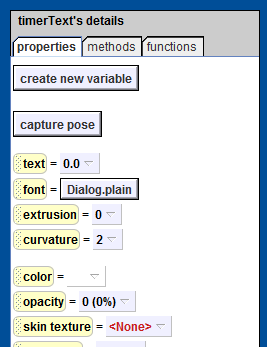 timerText's details
properties methods functions
create new variable
capture pose
text = 0.0
font = Dialog.plain
extrusion = 0
curvature = 2
color =
opacity = 0 (0%)
skin texture = <None>